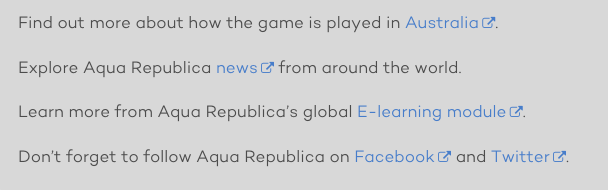 Find out more about how the game is played in Australia.
Explore Aqua Republica news from around the world.
Learn more from Aqua Republica's global E-learning module.
Don't forget to follow Aqua Republica on Facebook and Twitter.